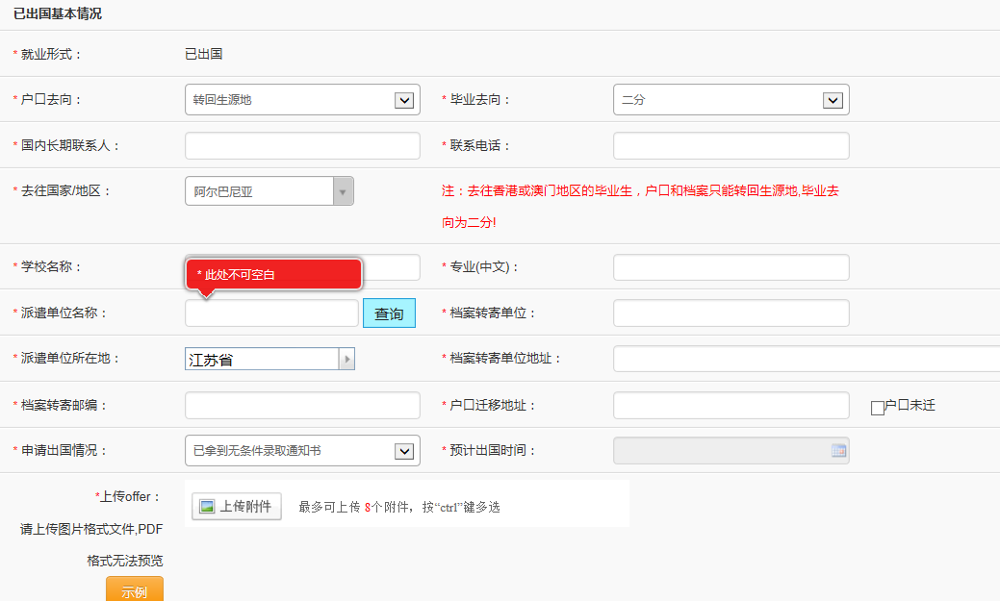 已出国基本情况
* 就业形式： 已出国
* 户口去向： 转回生源地 * 毕业去向： 二分
* 国内长期联系人： * 联系电话：
* 去往国家/地区： 阿尔巴尼亚 注：去往香港或澳门地区的毕业生，户口和档案只能转回生源地,毕业去
向为二分!
* 学校名称： * 专业(中文)：
* 此处不可空白
* 派遣单位名称： 查询 * 档案转寄单位：
* 派遣单位所在地： 江苏省 * 档案转寄单位地址：
* 档案转寄邮编： * 户口迁移地址： 户口未迁
* 申请出国情况： 已拿到无条件录取通知书 * 预计出国时间：
*上传offer： 上传附件 最多可上传 8个附件，按“ctrl”键多选
请上传图片格式文件,PDF
格式无法预览
示例